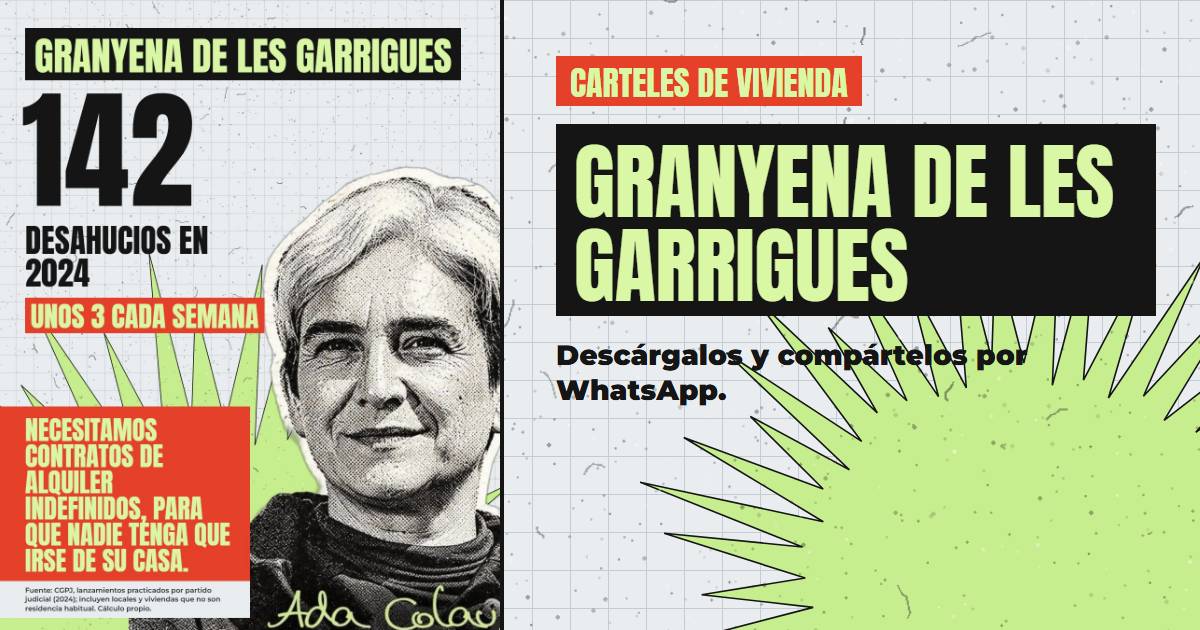 GRANYENA DE LES GARRIGUES
142
DESAHUCIOS EN
2024
UNOS 3 CADA SEMANA
NECESITAMOS
CONTRATOS DE
ALQUILER
INDEFINIDOS, PARA
QUE NADIE TENGA QUE
IRSE DE SU CASA.
Fuente: CGPJ, lanzamientos practicados por partido
judicial (2024); incluyen locales y viviendas que no son
residencia habitual. Cálculo propio.
Ada Colau
CARTELES DE VIVIENDA
GRANYENA DE LES
GARRIGUES
Descárgalos y compártelos por
WhatsApp.